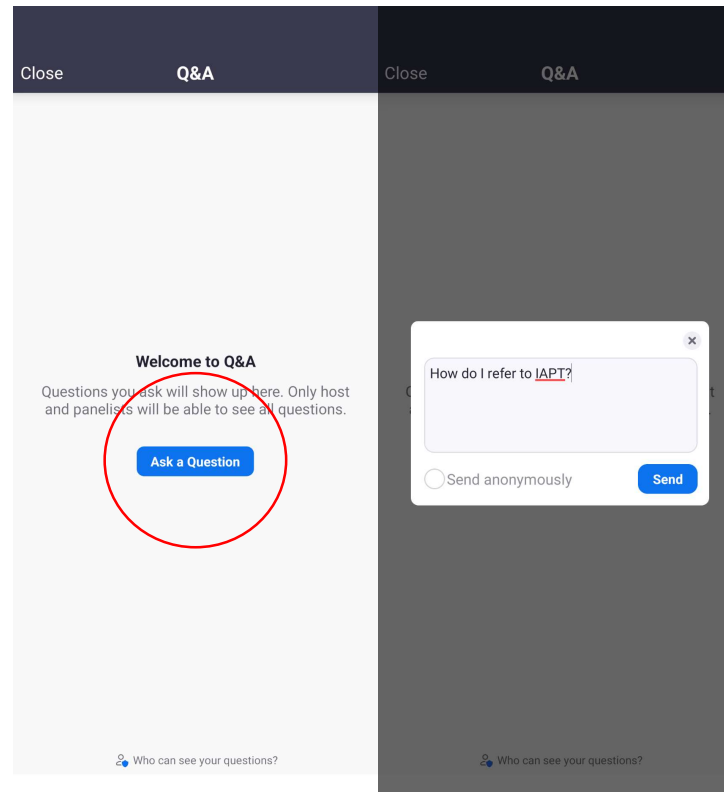 Close
Q&A
Welcome to Q&A
Questions you ask will show up here. Only host
and panelists will be able to see all questions.
Ask a Question
Who can see your questions?
Close
Q&A
How do I refer to IAPT?
Send anonymously
Send
Who can see your questions?